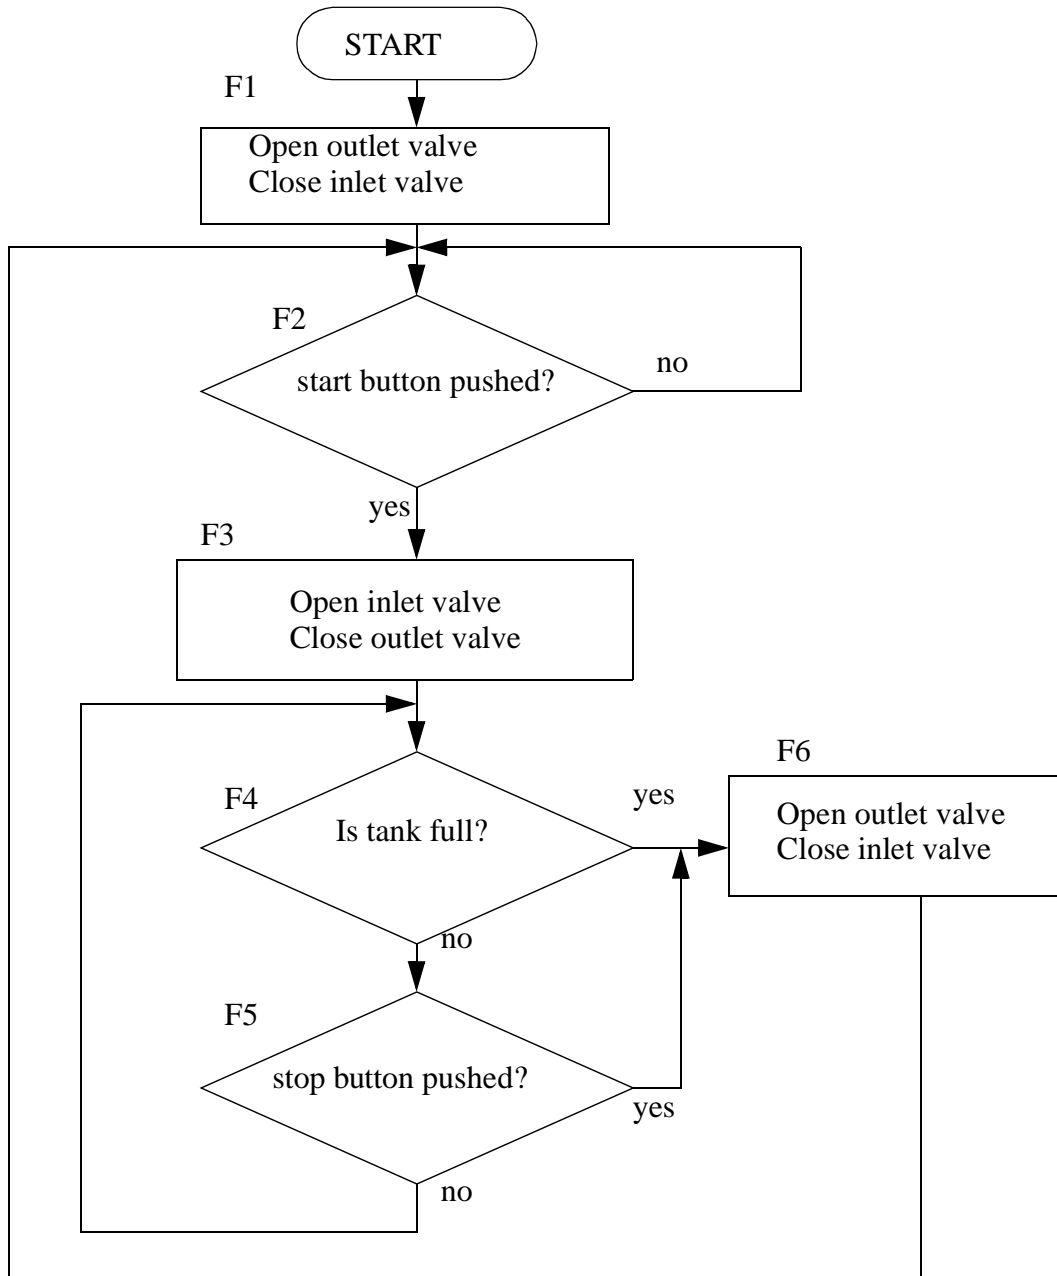 START
F1
Open outlet valve
Close inlet valve
F2
start button pushed?
no
yes
F3
Open inlet valve
Close outlet valve
F4
Is tank full?
yes
no
F6
Open outlet valve
Close inlet valve
F5
stop button pushed?
yes
no